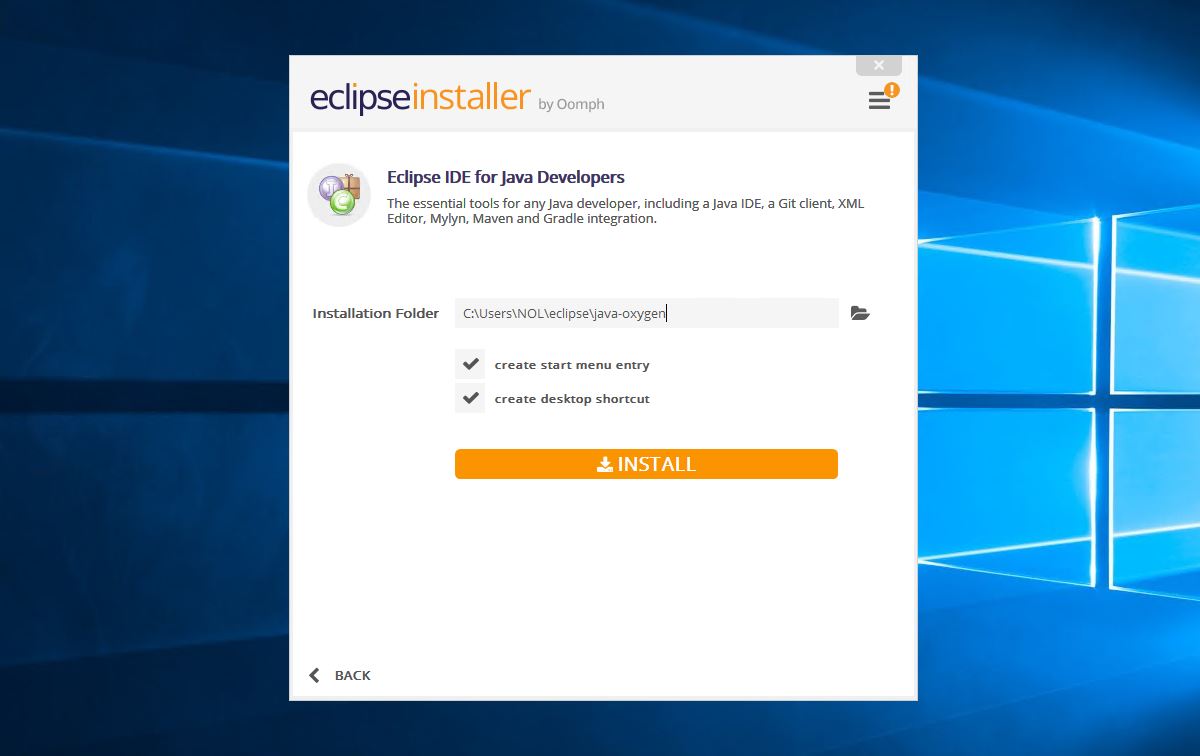 eclipseinstaller by Oomph
Eclipse IDE for Java Developers
The essential tools for any Java developer, including a Java IDE, a Git client, XML
Editor, Mylyn, Maven and Gradle integration.
Installation Folder C:\Users\NOL\eclipse\java-oxygen
create start menu entry
create desktop shortcut
INSTALL
BACK